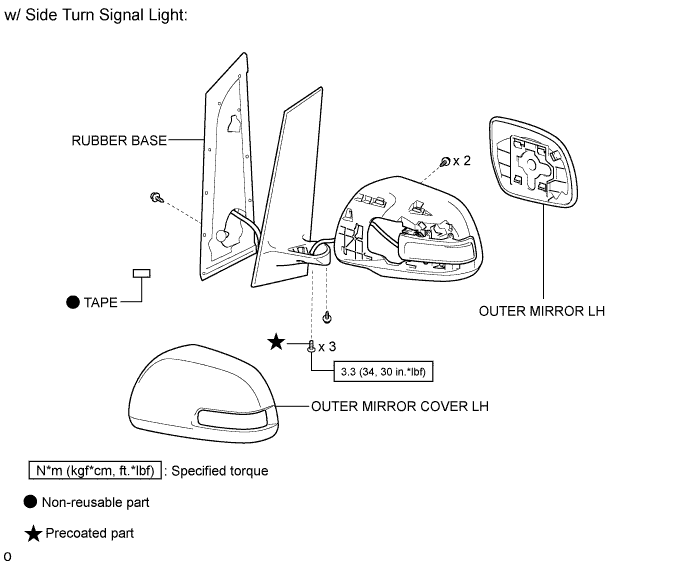 w/ Side Turn Signal Light:
RUBBER BASE
x 2
OUTER MIRROR LH
TAPE
x 3
3.3 (34, 30 in.*lbf)
OUTER MIRROR COVER LH
N*m (kgf*cm, ft.*lbf) : Specified torque
Non-reusable part
Precoated part
O